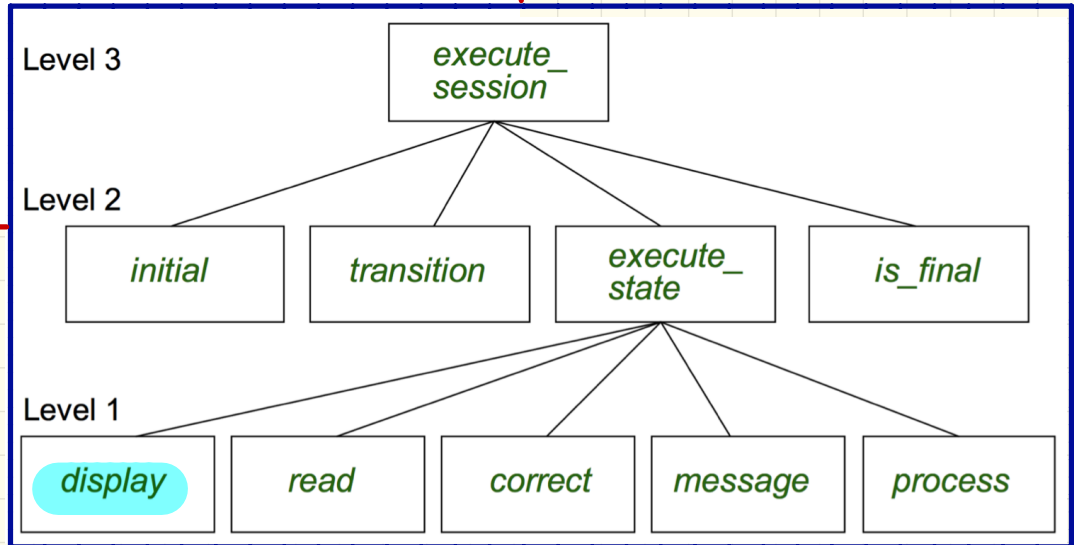 Level 3
execute_
session
Level 2
initial
transition
execute_
state
is_final
Level 1
display
read
correct
message
process